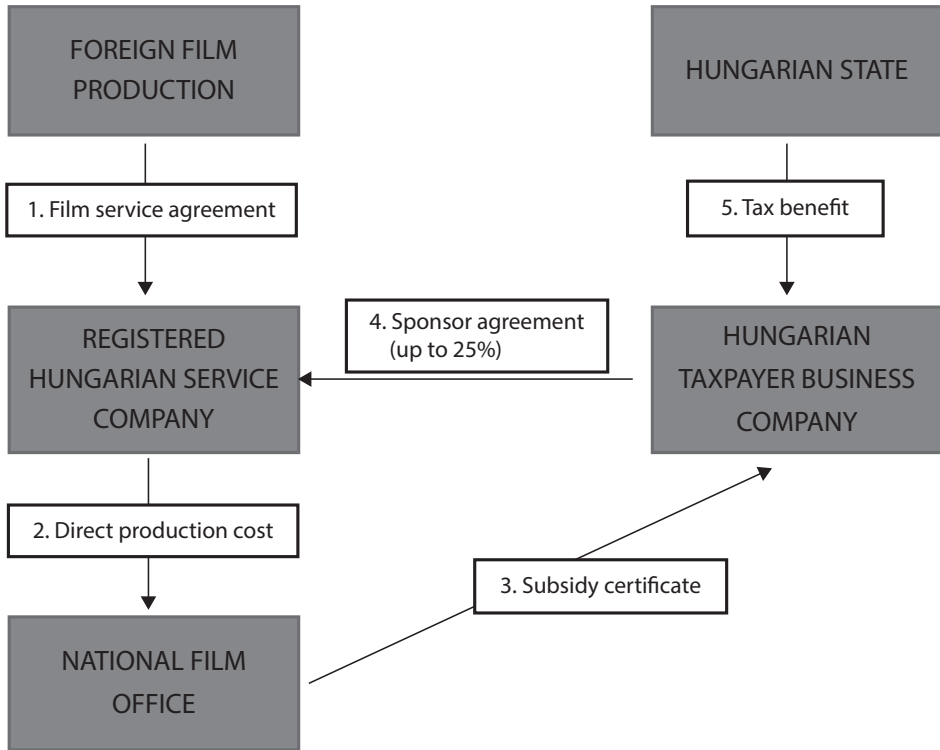 FOREIGN FILM
PRODUCTION
HUNGARIAN STATE
1. Film service agreement
5. Tax benefit
REGISTERED
HUNGARIAN SERVICE
COMPANY
4. Sponsor agreement
(up to 25%)
HUNGARIAN
TAXPAYER BUSINESS
COMPANY
2. Direct production cost
3. Subsidy certificate
NATIONAL FILM
OFFICE